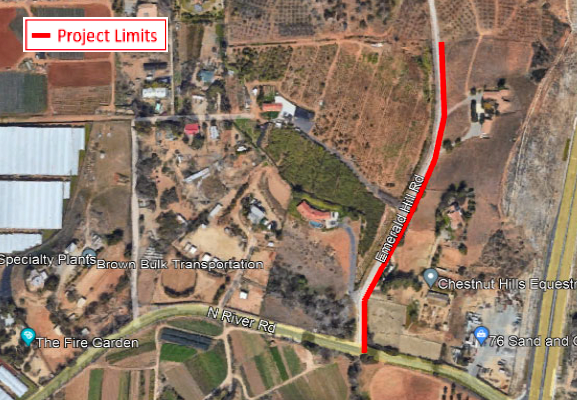 Project Limits
Emerald Hill Rd
Specialty Plants
Brown Bulk Transportation
Chestnut Hills Equest
N River Rd
The Fire Garden
76 Sand and G